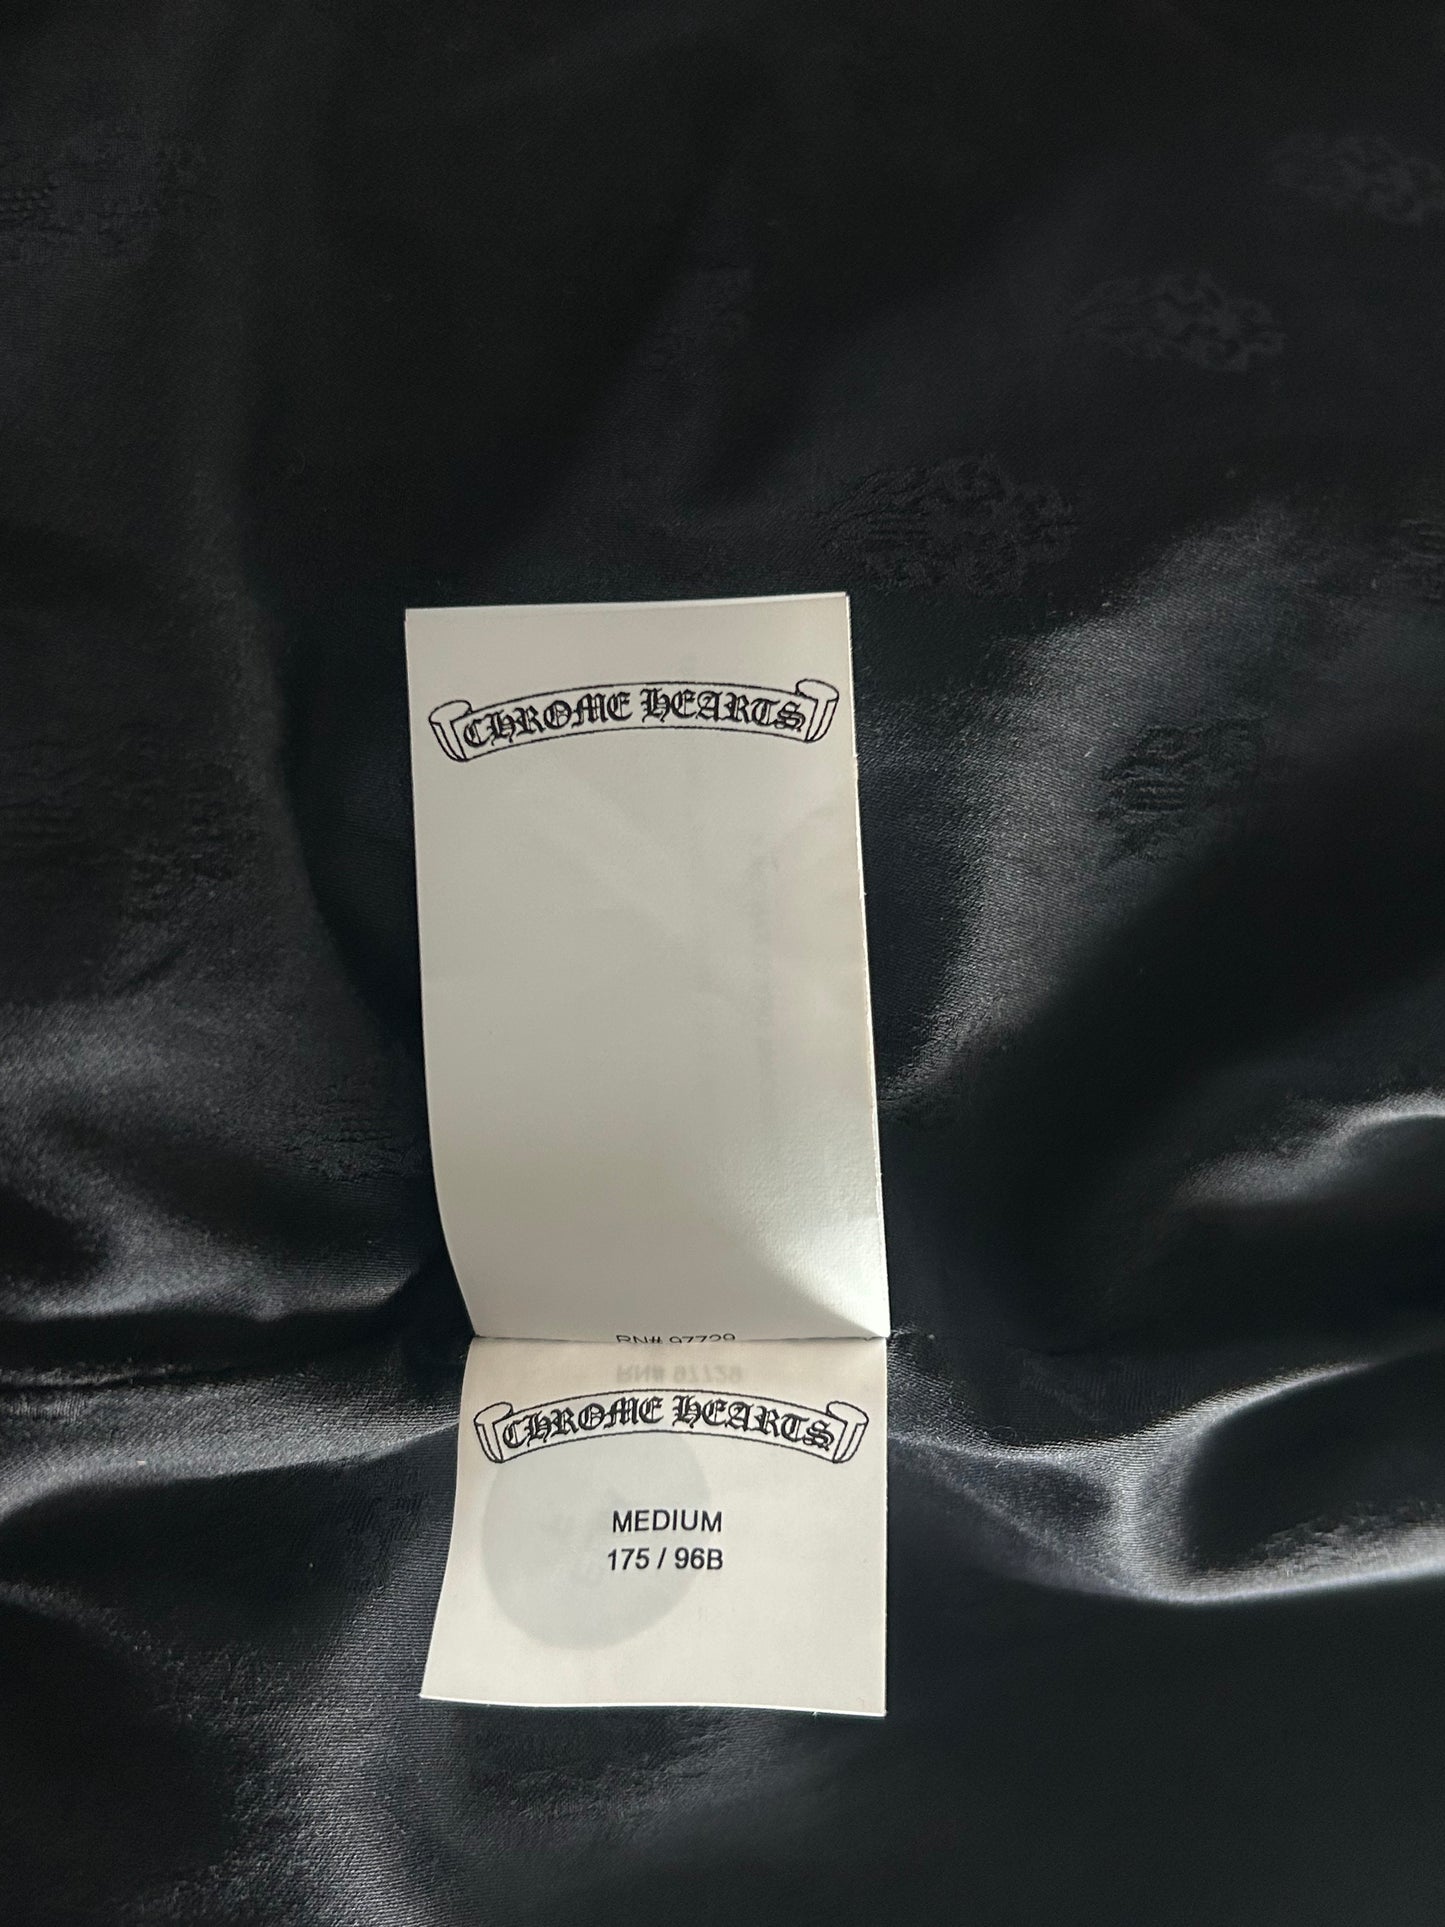 CHROME HEARTS
RN# 97729
CHROME HEARTS
MEDIUM
175 / 96B